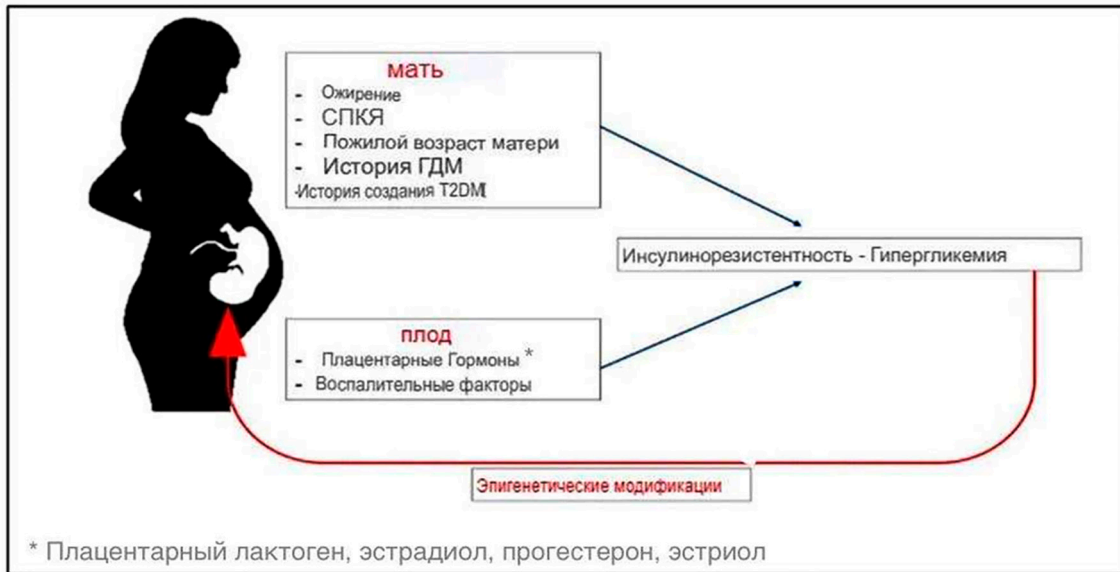 мать
- Ожирение
- СПКЯ
- Пожилой возраст матери
- История ГДМ
-История создания T2DM
Инсулинорезистентность - Гипергликемия
плод
- Плацентарные Гормоны *
- Воспалительные факторы
Эпигенетические модификации
* Плацентарный лактоген, эстрадиол, прогестерон, эстриол